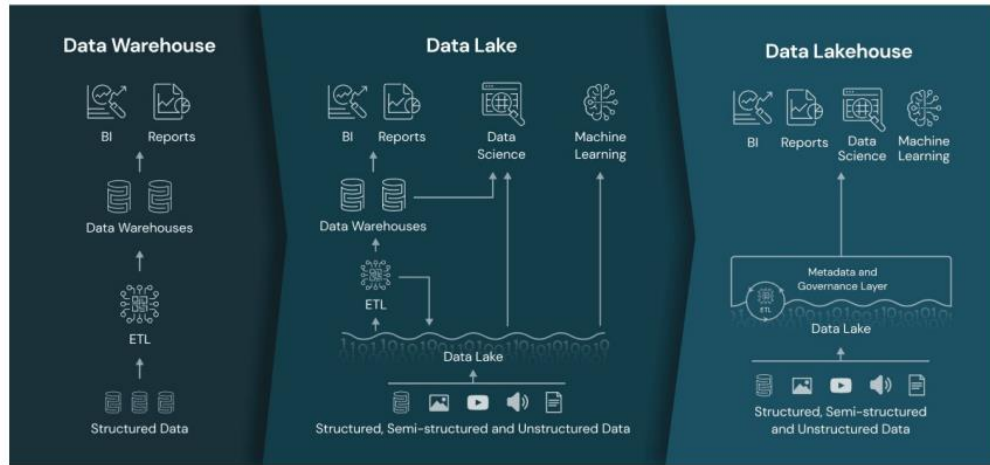 Data Warehouse
BI
Reports
Data Warehouses
ETL
Structured Data
Data Lake
BI
Reports
Data
Science
Machine
Learning
Data Warehouses
ETL
Data Lake
Structured, Semi-structured and Unstructured Data
Data Lakehouse
BI
Reports
Data
Science
Machine
Learning
Metadata and
Governance Layer
ETL
Data Lake
Structured, Semi-structured
and Unstructured Data